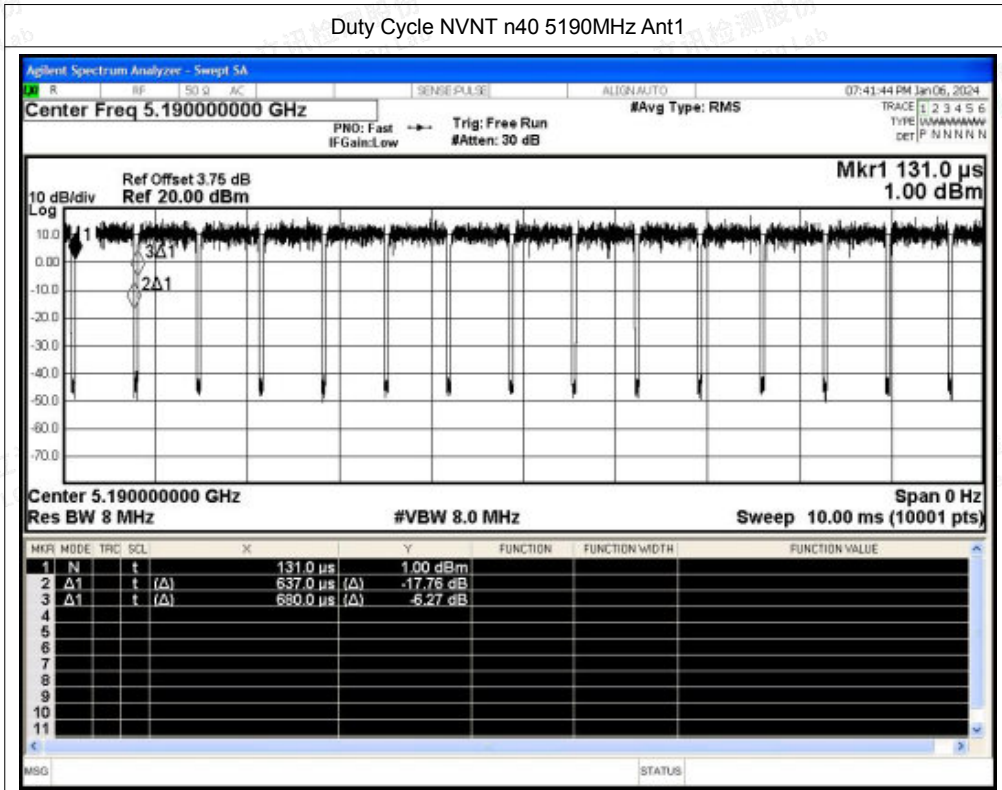 Duty Cycle NVNT n40 5190MHz Ant1
Agilent Spectrum Analyzer - Swept SA
R RF 50 Ω AC SENSE:PULSE ALIGN AUTO 07:41:44 PM Jan 06, 2024
Center Freq 5.190000000 GHz #Avg Type: RMS TRACE 1 2 3 4 5 6
PNO: Fast Trig: Free Run TYPE
IFGain:Low #Atten: 30 dB DET P N N N N N
Mkr1 131.0 µs
1.00 dBm
Ref Offset 3.75 dB
10 dB/div Ref 20.00 dBm
Log
10.0
1
3Δ1
0.00
2Δ1
-10.0
-20.0
-30.0
-40.0
-50.0
-60.0
-70.0
Center 5.190000000 GHz Span 0 Hz
Res BW 8 MHz #VBW 8.0 MHz Sweep 10.00 ms (10001 pts)
MKR MODE TRC SCL X Y FUNCTION FUNCTION WIDTH FUNCTION VALUE
1 N t 131.0 µs 1.00 dBm
2 Δ1 t (Δ) 637.0 µs (Δ) -17.76 dB
3 Δ1 t (Δ) 680.0 µs (Δ) -6.27 dB
4
5
6
7
8
9
10
11
MSG STATUS